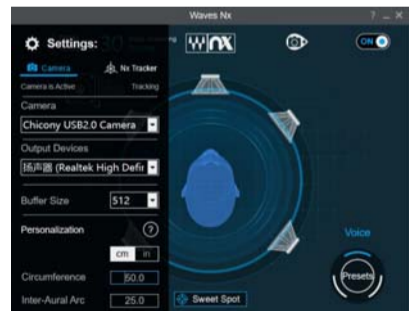 Waves Nx
? _ X
Settings:
W NX
ON
Camera
Nx Tracker
Camera is Active
Tracking
Camera
Chicony USB2.0 Camera
Output Devices
扬声器 (Realtek High Defir
Buffer Size
512
Personalization
?
cm
in
Circumference
50.0
Inter-Aural Arc
25.0
Sweet Spot
Voice
Presets